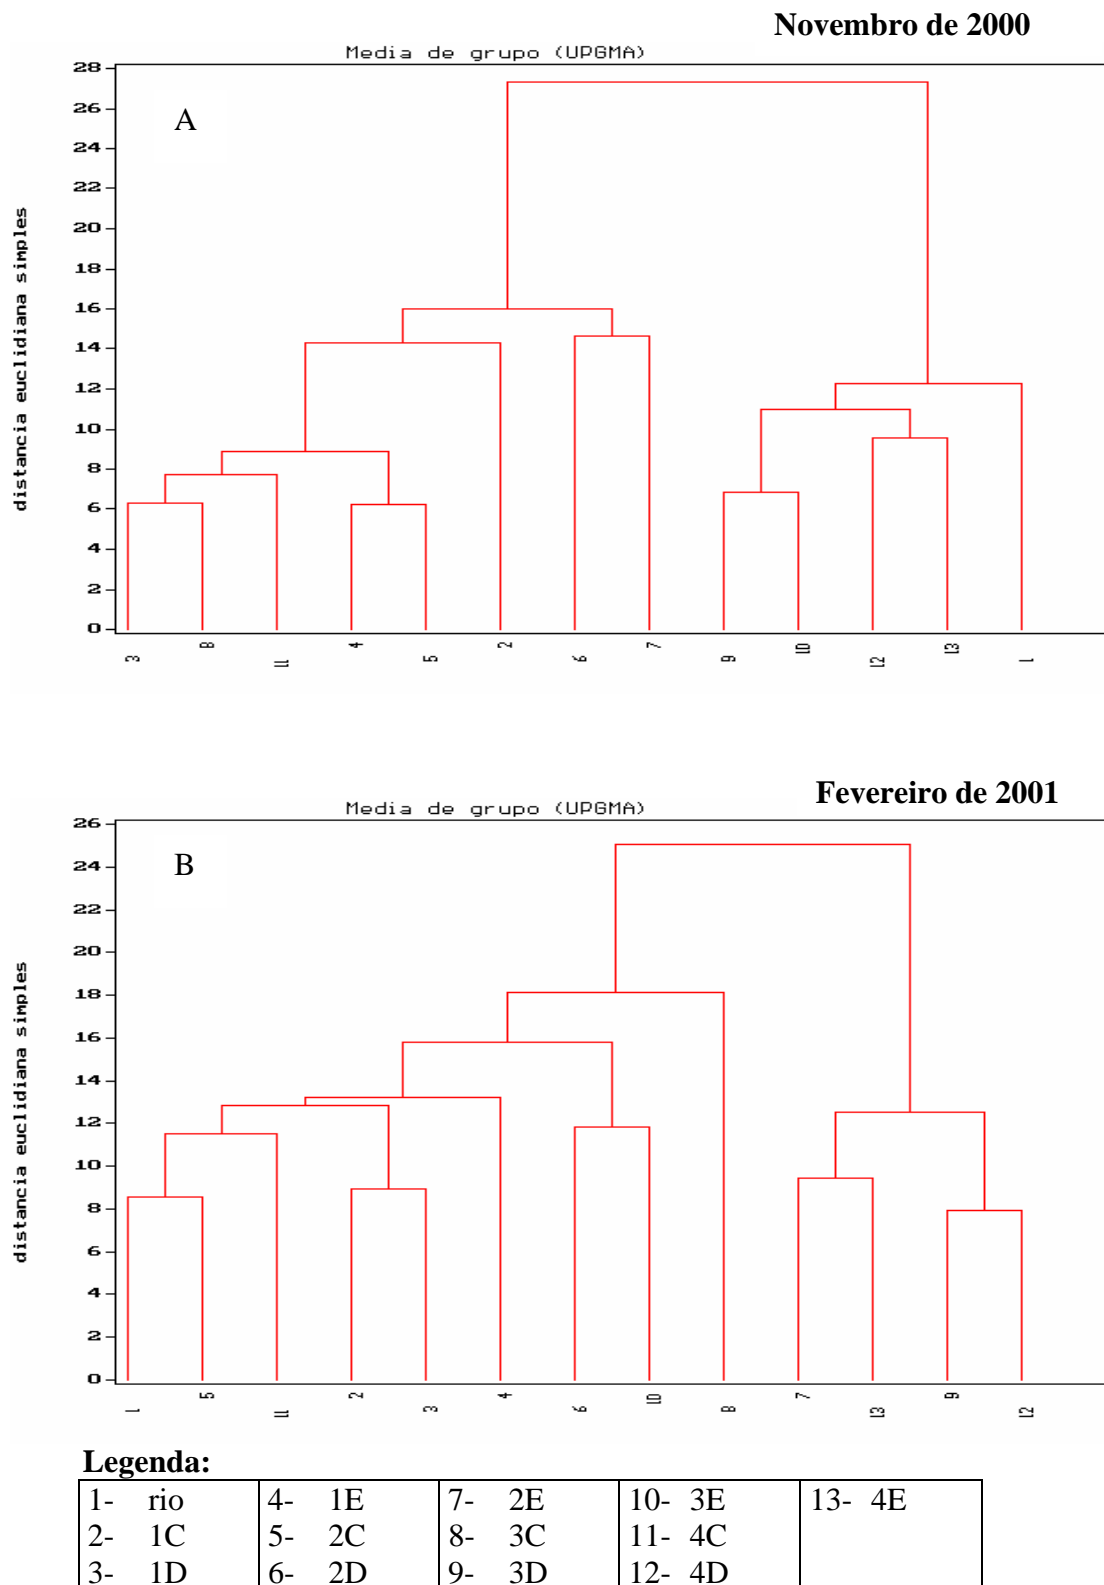 Novembro de 2000
Media de grupo (UPGMA)
28
26
A
24
22
20
18
16
14
12
10
8
6
4
2
0
distancia euclidiana simples
3 8 11 4 5 2 6 7 9 10 12 13 1
Fevereiro de 2001
Media de grupo (UPGMA)
26
B
24
22
20
18
16
14
12
10
8
6
4
2
0
distancia euclidiana simples
1 5 11 2 3 4 6 10 8 7 13 9 12
Legenda:
1- rio 4- 1E 7- 2E 10- 3E 13- 4E
2- 1C 5- 2C 8- 3C 11- 4C
3- 1D 6- 2D 9- 3D 12- 4D